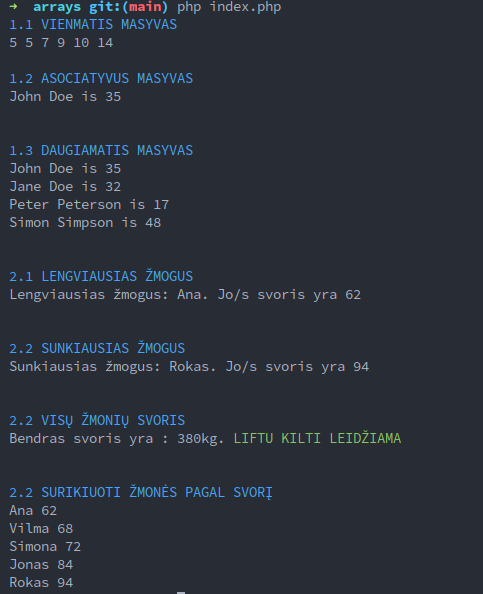 → arrays git:(main) php index.php
1.1 VIENMATIS MASYVAS
5 5 7 9 10 14
1.2 ASOCIATYVUS MASYVAS
John Doe is 35
1.3 DAUGIAMATIS MASYVAS
John Doe is 35
Jane Doe is 32
Peter Peterson is 17
Simon Simpson is 48
2.1 LENGVIAUSIAS ŽMOGUS
Lengviausias žmogus: Ana. Jo/s svoris yra 62
2.2 SUNKIAUSIAS ŽMOGUS
Sunkiausias žmogus: Rokas. Jo/s svoris yra 94
2.2 VISŲ ŽMONIŲ SVORIS
Bendras svoris yra : 380kg. LIFTU KILTI LEIDŽIAMA
2.2 SURIKIUOTI ŽMONĖS PAGAL SVORĮ
Ana 62
Vilma 68
Simona 72
Jonas 84
Rokas 94